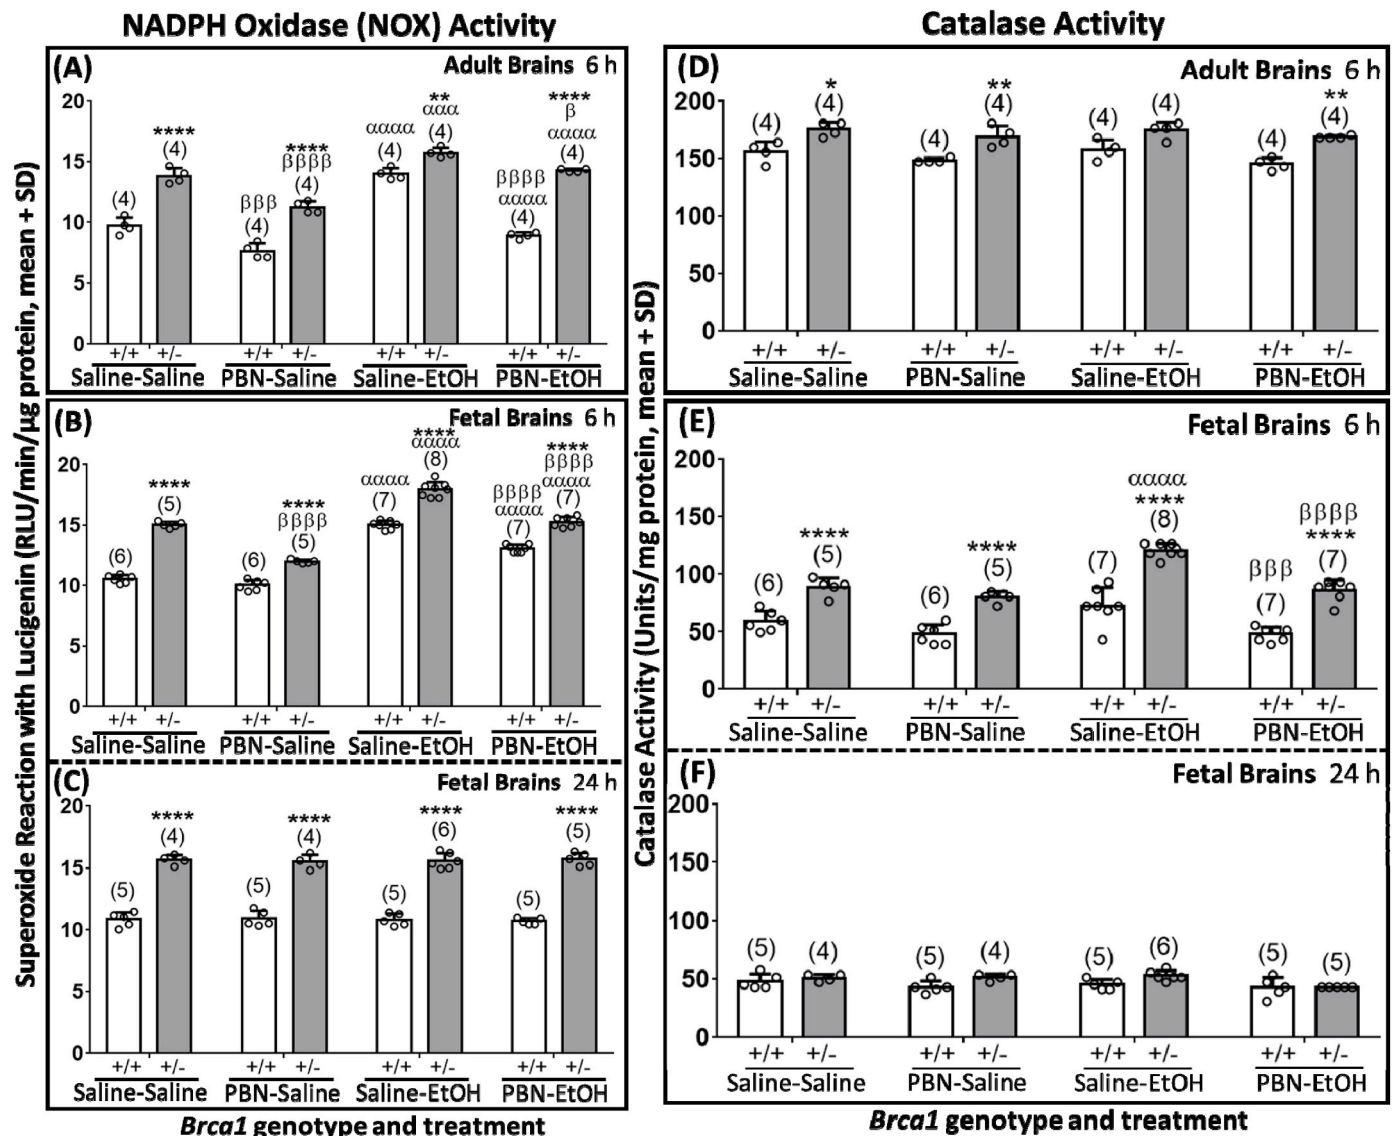 NADPH Oxidase (NOX) Activity
Superoxide Reaction with Lucigenin (RLU/min/µg protein, mean + SD)
(A)
Adult Brains 6 h
20
15
10
5
0
(4)
****
(4)
βββ
(4)
****
ββββ
(4)
αααα
(4)
**
ααα
(4)
ββββ
αααα
(4)
****
β
αααα
(4)
+/+ +/- +/+ +/- +/+ +/- +/+ +/-
Saline-Saline PBN-Saline Saline-EtOH PBN-EtOH
(B)
Fetal Brains 6 h
20
15
10
5
0
(6)
****
(5)
(6)
****
ββββ
(5)
αααα
(7)
****
αααα
(8)
ββββ
αααα
(7)
****
ββββ
αααα
(7)
+/+ +/- +/+ +/- +/+ +/- +/+ +/-
Saline-Saline PBN-Saline Saline-EtOH PBN-EtOH
(C)
Fetal Brains 24 h
20
15
10
5
0
(5)
****
(4)
(5)
****
(4)
(5)
****
(6)
(5)
****
(5)
+/+ +/- +/+ +/- +/+ +/- +/+ +/-
Saline-Saline PBN-Saline Saline-EtOH PBN-EtOH
Brca1 genotype and treatment
Catalase Activity
Catalase Activity (Units/mg protein, mean + SD)
(D)
Adult Brains 6 h
200
150
100
50
0
(4)
*
(4)
(4)
**
(4)
(4)
(4)
(4)
**
(4)
+/+ +/- +/+ +/- +/+ +/- +/+ +/-
Saline-Saline PBN-Saline Saline-EtOH PBN-EtOH
(E)
Fetal Brains 6 h
200
150
100
50
0
(6)
****
(5)
(6)
****
(5)
(7)
αααα
****
(8)
βββ
(7)
ββββ
****
(7)
+/+ +/- +/+ +/- +/+ +/- +/+ +/-
Saline-Saline PBN-Saline Saline-EtOH PBN-EtOH
(F)
Fetal Brains 24 h
200
150
100
50
0
(5)
(4)
(5)
(4)
(5)
(6)
(5)
(5)
+/+ +/- +/+ +/- +/+ +/- +/+ +/-
Saline-Saline PBN-Saline Saline-EtOH PBN-EtOH
Brca1 genotype and treatment